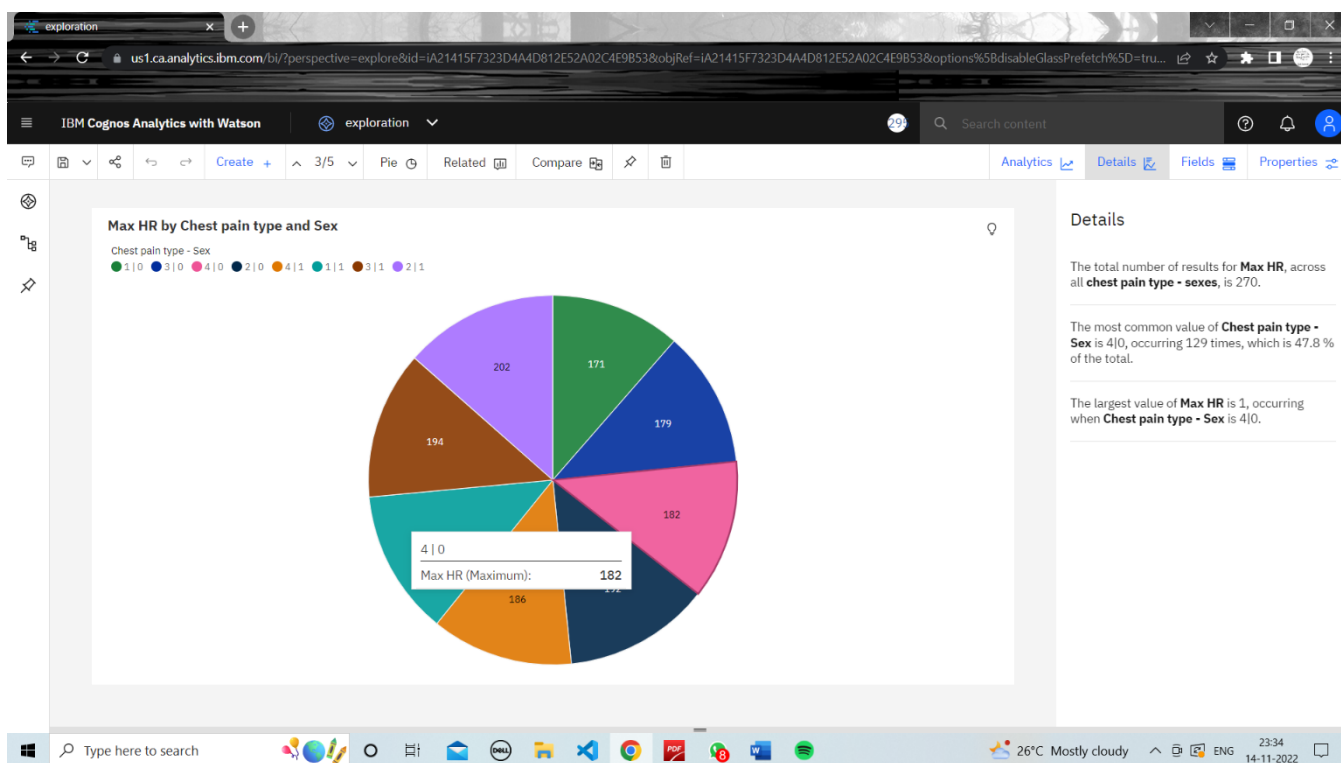 exploration
us1.ca.analytics.ibm.com/bi/?perspective=explore&id=iA21415F7323D4A4D812E52A02C4E9B53&objRef=iA21415F7323D4A4D812E52A02C4E9B53&options%5BdisableGlassPrefetch%5D=tru...
IBM Cognos Analytics with Watson exploration Search content
Create + 3/5 Pie Related Compare Analytics Details Fields Properties
Max HR by Chest pain type and Sex
Chest pain type - Sex
1|0 3|0 4|0 2|0 4|1 1|1 3|1 2|1
202
171
179
194
182
4|0
Max HR (Maximum): 182
186
Details
The total number of results for Max HR, across
all chest pain type - sexes, is 270.
The most common value of Chest pain type -
Sex is 4|0, occurring 129 times, which is 47.8 %
of the total.
The largest value of Max HR is 1, occurring
when Chest pain type - Sex is 4|0.
Type here to search
DELL
PDF
8
26°C Mostly cloudy ENG
23:34
14-11-2022